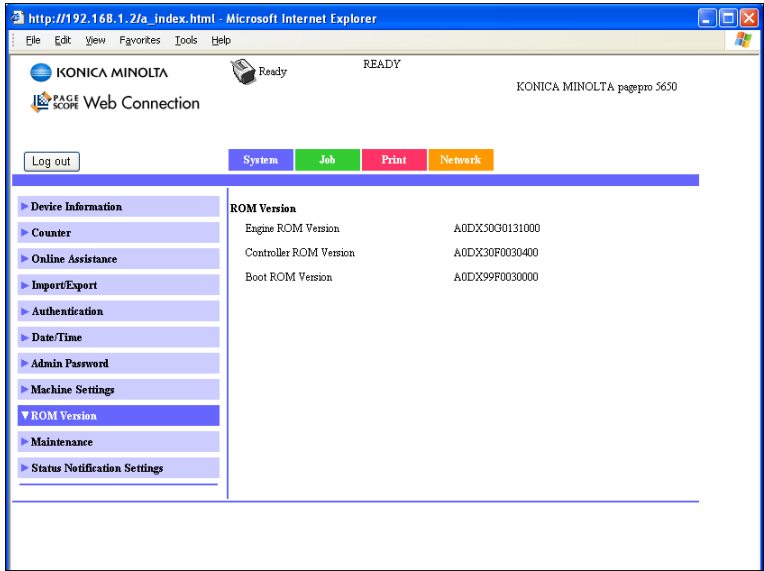 http://192.168.1.2/a_index.html - Microsoft Internet Explorer
File Edit View Favorites Tools Help
KONICA MINOLTA
Ready
READY
KONICA MINOLTA pagepro 5650
PAGE SCOPE Web Connection
Log out
System Job Print Network
Device Information
Counter
Online Assistance
Import/Export
Authentication
Date/Time
Admin Password
Machine Settings
ROM Version
Maintenance
Status Notification Settings
ROM Version
Engine ROM Version A0DX50G0131000
Controller ROM Version A0DX30F0030400
Boot ROM Version A0DX99F0030000